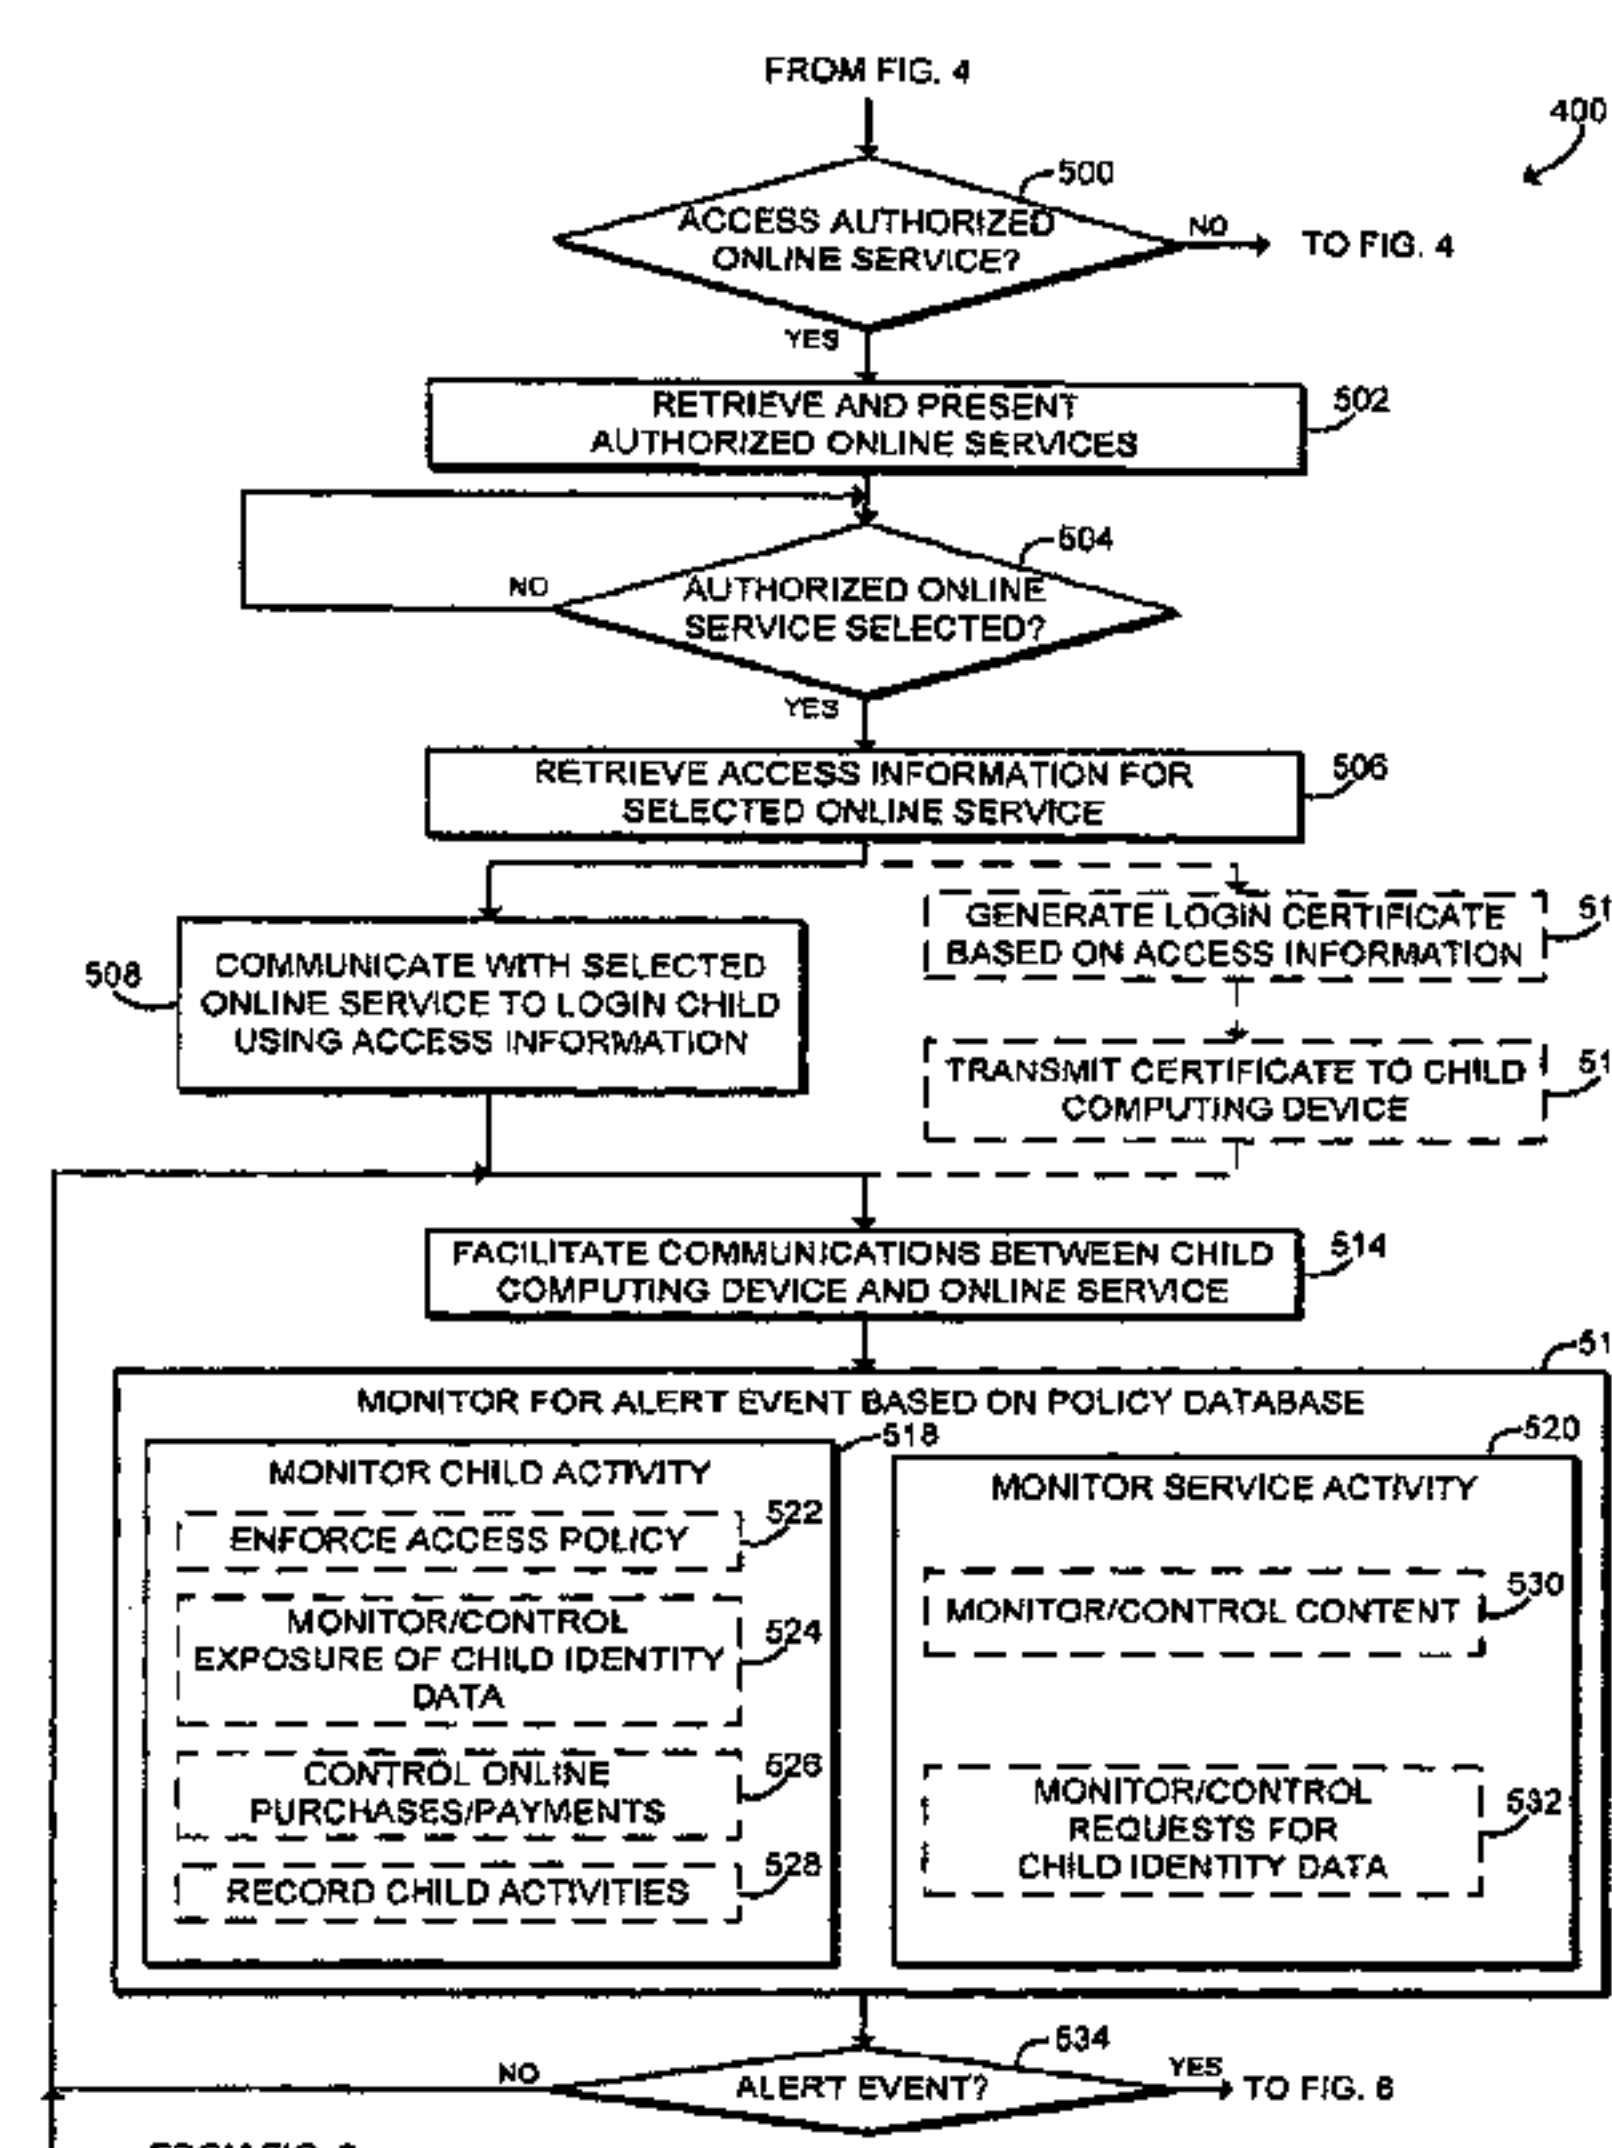 FROM FIG. 4
400
500
ACCESS AUTHORIZED
ONLINE SERVICE?
NO
TO FIG. 4
YES
RETRIEVE AND PRESENT
AUTHORIZED ONLINE SERVICES
502
504
NO
AUTHORIZED ONLINE
SERVICE SELECTED?
YES
RETRIEVE ACCESS INFORMATION FOR
SELECTED ONLINE SERVICE
506
508
COMMUNICATE WITH SELECTED
ONLINE SERVICE TO LOGIN CHILD
USING ACCESS INFORMATION
GENERATE LOGIN CERTIFICATE
BASED ON ACCESS INFORMATION
51
TRANSMIT CERTIFICATE TO CHILD
COMPUTING DEVICE
51
FACILITATE COMMUNICATIONS BETWEEN CHILD
COMPUTING DEVICE AND ONLINE SERVICE
514
51
MONITOR FOR ALERT EVENT BASED ON POLICY DATABASE
518
MONITOR CHILD ACTIVITY
ENFORCE ACCESS POLICY
522
MONITOR/CONTROL
EXPOSURE OF CHILD IDENTITY
DATA
524
CONTROL ONLINE
PURCHASES/PAYMENTS
526
RECORD CHILD ACTIVITIES
528
520
MONITOR SERVICE ACTIVITY
MONITOR/CONTROL CONTENT
530
MONITOR/CONTROL
REQUESTS FOR
CHILD IDENTITY DATA
532
534
NO
ALERT EVENT?
YES
TO FIG. 6